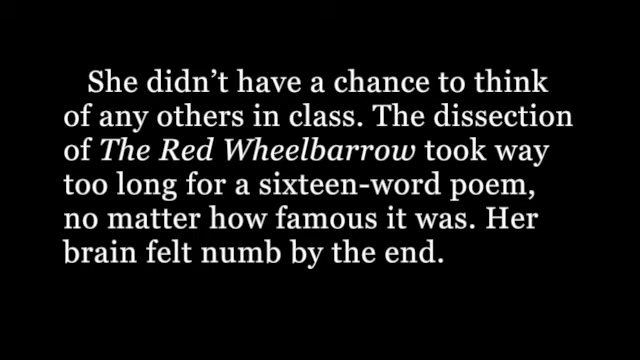 She didn’t have a chance to think
of any others in class. The dissection
of The Red Wheelbarrow took way
too long for a sixteen-word poem,
no matter how famous it was. Her
brain felt numb by the end.